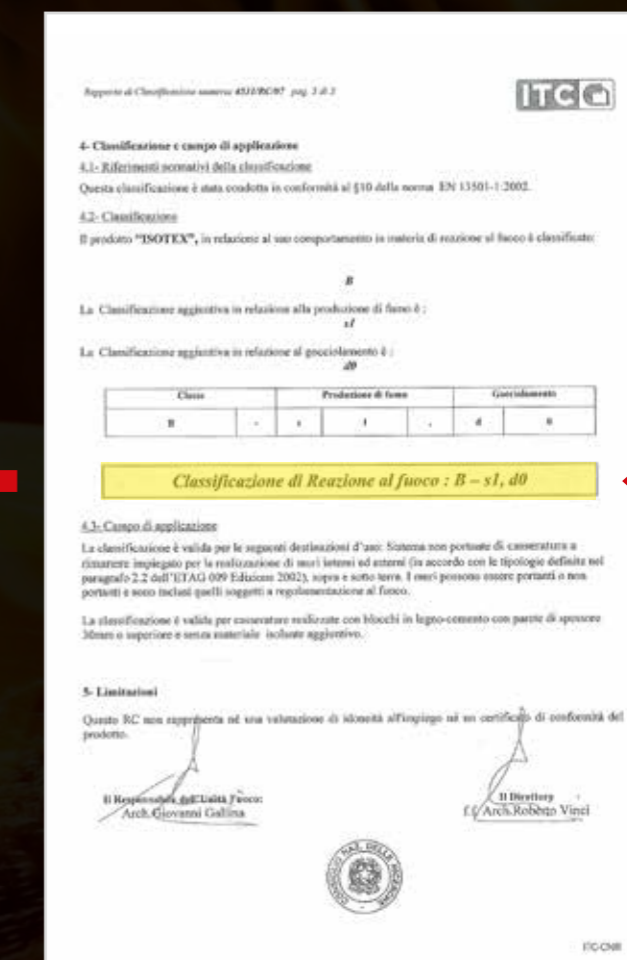 Rapporto di Classificazione numero 4533/RC/07 pag. 3 di 3
ITC
4- Classificazione e campo di applicazione
4.1- Riferimenti normativi della classificazione
Questa classificazione è stata condotta in conformità al §10 della norma EN 13501-1:2002.
4.2- Classificazione
Il prodotto "ISOTEX", in relazione al suo comportamento in materia di reazione al fuoco è classificato:
B
La Classificazione aggiuntiva in relazione alla produzione di fumo è :
s1
La Classificazione aggiuntiva in relazione al gocciolamento è :
d0
Classe Produzione di fumo Gocciolamento
B - s 1 , d 0
Classificazione di Reazione al fuoco : B – s1, d0
4.3- Campo di applicazione
La classificazione è valida per le seguenti destinazioni d'uso: Sistema non portante di casseratura a
rimanere impiegato per la realizzazione di muri interni ed esterni (in accordo con le tipologie definite nel
paragrafo 2.2 dell'ETAG 009 Edizione 2002), sopra e sotto terra. I muri possono essere portanti o non
portanti e sono inclusi quelli soggetti a regolamentazione al fuoco.
La classificazione è valida per casserature realizzate con blocchi in legno-cemento con parete di spessore
30mm o superiore e senza materiale isolante aggiuntivo.
5- Limitazioni
Questo RC non rappresenta né una valutazione di idoneità all'impiego né un certificato di conformità del
prodotto.
Il Responsabile dell'Unità Fuoco:
Arch. Giovanni Gallina
Il Direttore
f.f. Arch. Roberto Vinci
CONSIGLIO NAZ. DELLE RICERCHE
ITC-CNR